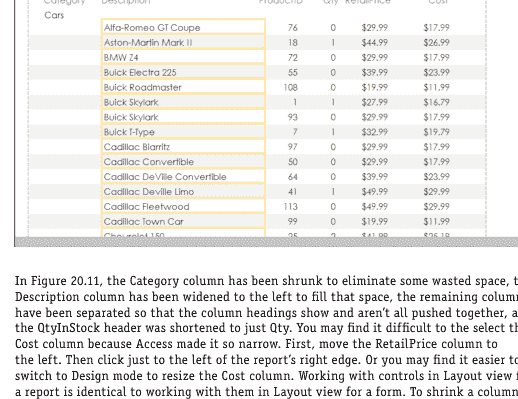 Category Description ProductID Qty RetailPrice Cost
Cars
Alfa-Romeo GT Coupe 76 0 $29.99 $17.99
Aston-Martin Mark II 18 1 $44.99 $26.99
BMW Z4 72 0 $29.99 $17.99
Buick Electra 225 55 0 $39.99 $23.99
Buick Roadmaster 108 0 $19.99 $11.99
Buick Skylark 1 1 $27.99 $16.79
Buick Skylark 93 0 $29.99 $17.99
Buick T-Type 7 1 $32.99 $19.79
Cadillac Biarritz 97 0 $29.99 $17.99
Cadillac Convertible 50 0 $29.99 $17.99
Cadillac DeVille Convertible 64 0 $39.99 $23.99
Cadillac Deville Limo 41 1 $49.99 $29.99
Cadillac Fleetwood 113 0 $49.99 $29.99
Cadillac Town Car 99 0 $19.99 $11.99
Chevrolet 150 25 2 $41.99 $25.19
In Figure 20.11, the Category column has been shrunk to eliminate some wasted space, t
Description column has been widened to the left to fill that space, the remaining colum
have been separated so that the column headings show and aren't all pushed together, a
the QtyInStock header was shortened to just Qty. You may find it difficult to the select th
Cost column because Access made it so narrow. First, move the RetailPrice column to
the left. Then click just to the left of the report's right edge. Or you may find it easier to
switch to Design mode to resize the Cost column. Working with controls in Layout view f
a report is identical to working with them in Layout view for a form. To shrink a column